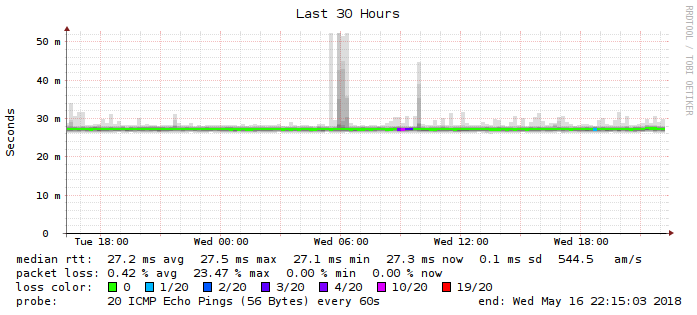 Last 30 Hours
RRDTOOL / TOBI OETIKER
Seconds
50 m
40 m
30 m
20 m
10 m
0
Tue 18:00 Wed 00:00 Wed 06:00 Wed 12:00 Wed 18:00
median rtt: 27.2 ms avg 27.5 ms max 27.1 ms min 27.3 ms now 0.1 ms sd 544.5 am/s
packet loss: 0.42 % avg 23.47 % max 0.00 % min 0.00 % now
loss color: 0 1/20 2/20 3/20 4/20 10/20 19/20
probe: 20 ICMP Echo Pings (56 Bytes) every 60s end: Wed May 16 22:15:03 2018